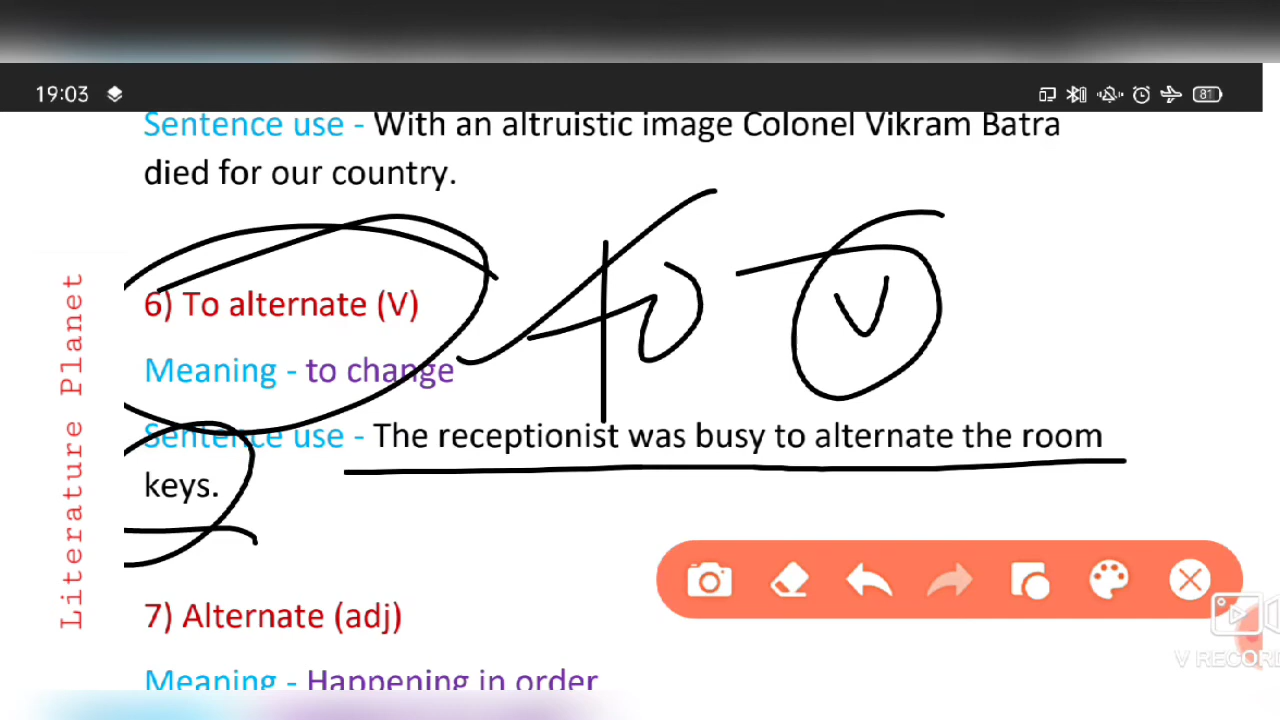 19:03
81
Sentence use - With an altruistic image Colonel Vikram Batra
died for our country.
6) To alternate (V)
to V
Meaning - to change
Sentence use - The receptionist was busy to alternate the room
keys.
7) Alternate (adj)
Meaning - Happening in order
Literature Planet
V RECORD